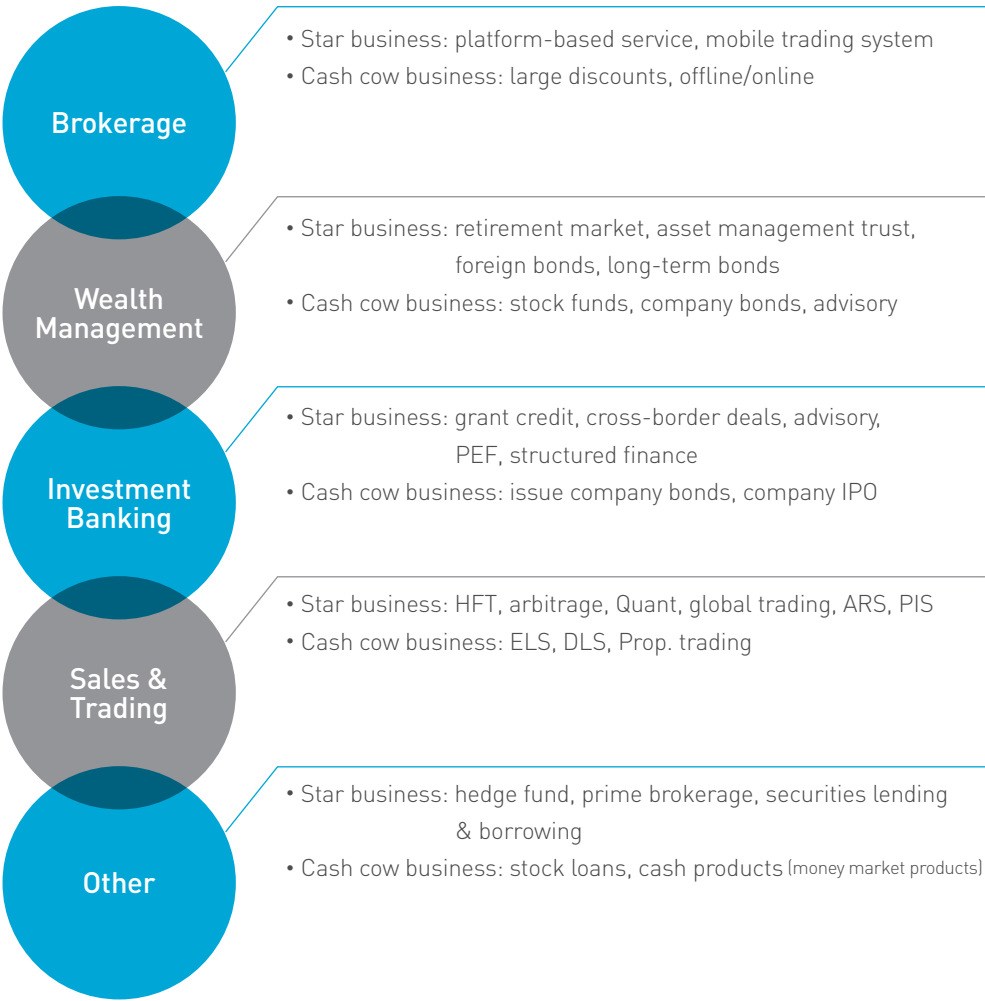 Brokerage
• Star business: platform-based service, mobile trading system
• Cash cow business: large discounts, offline/online
Wealth
Management
• Star business: retirement market, asset management trust,
foreign bonds, long-term bonds
• Cash cow business: stock funds, company bonds, advisory
Investment
Banking
• Star business: grant credit, cross-border deals, advisory,
PEF, structured finance
• Cash cow business: issue company bonds, company IPO
Sales &
Trading
• Star business: HFT, arbitrage, Quant, global trading, ARS, PIS
• Cash cow business: ELS, DLS, Prop. trading
Other
• Star business: hedge fund, prime brokerage, securities lending
& borrowing
• Cash cow business: stock loans, cash products (money market products)